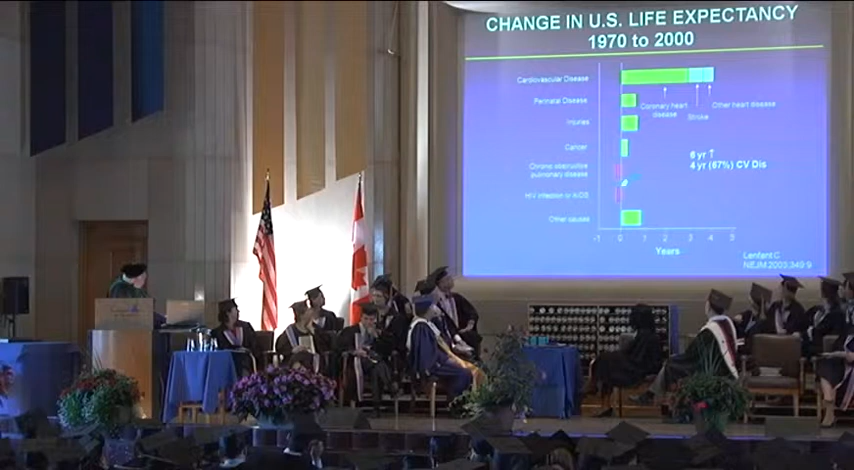 CHANGE IN U.S. LIFE EXPECTANCY
1970 to 2000
Cardiovascular Disease
Perinatal Disease
Injuries
Cancer
Chronic obstructive
pulmonary disease
HIV infection or AIDS
Other causes
Coronary heart
disease
Stroke
Other heart disease
6 yr ↑
4 yr (67%) CV Dis
-1 0 1 2 3 4 5
Years
Lenfant C
NEJM 2003;349:9